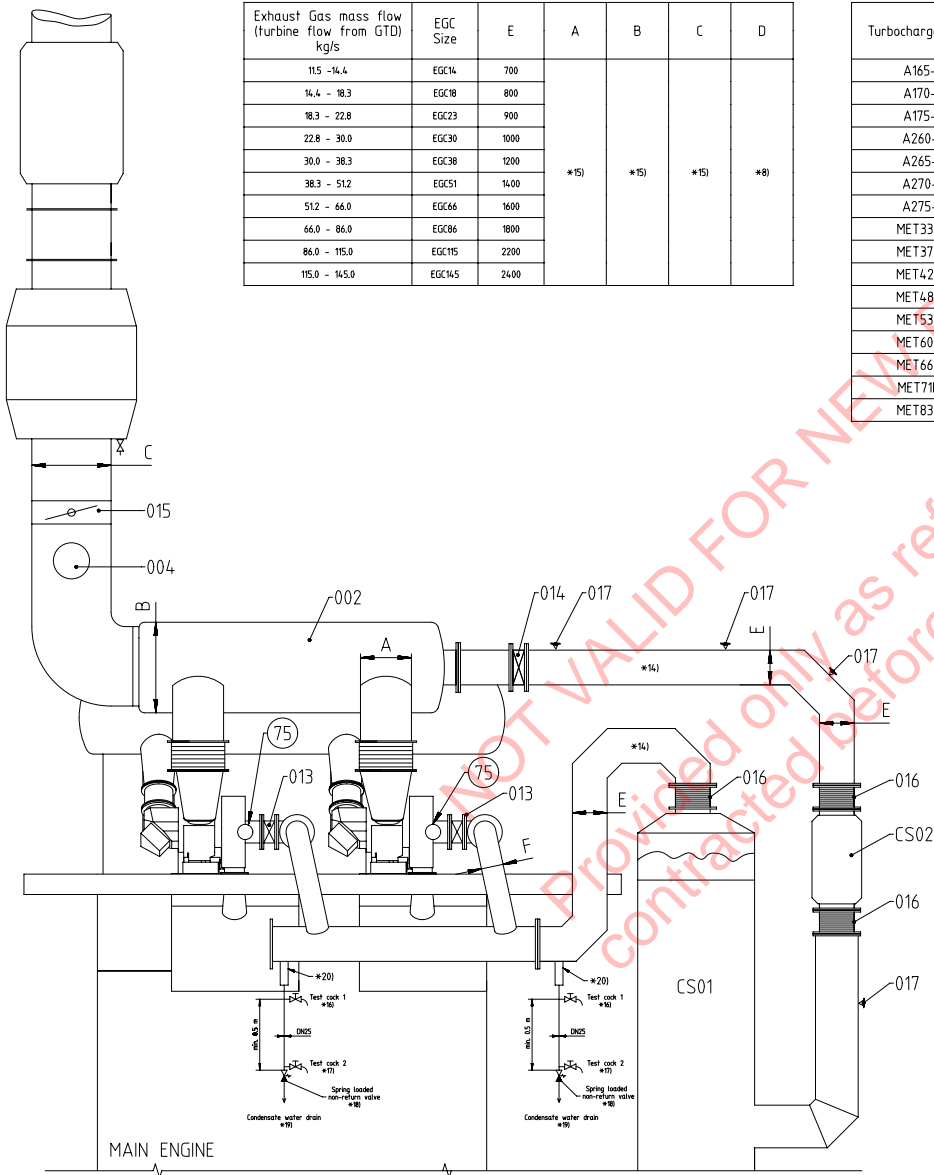 Exhaust Gas mass flow
(turbine flow from GTD)
kg/s
EGC
Size
E
A
B
C
D
11.5 -14.4 EGC14 700
14.4 - 18.3 EGC18 800
18.3 - 22.8 EGC23 900
22.8 - 30.0 EGC30 1000
30.0 - 38.3 EGC38 1200
38.3 - 51.2 EGC51 1400
51.2 - 66.0 EGC66 1600
66.0 - 86.0 EGC86 1800
86.0 - 115.0 EGC115 2200
115.0 - 145.0 EGC145 2400
*15)
*15)
*15)
*8)
Turbocharg
A165-
A170-
A175-
A260-
A265-
A270-
A275-
MET33
MET37
MET42
MET48
MET53
MET60
MET66
MET71
MET83
NOT VALID FOR NEW
Provided only as ref
contracted before
C
015
004
B
002
A
014
017
017
*14)
E
017
E
75
013
75
013
*14)
016
016
E
F
CS02
016
CS01
017
*20)
*20)
Test cock 1
*16)
min. 0.5 m
DN25
Test cock 2
*17)
Spring loaded
non-return valve
*18)
Condensate water drain
*19)
Test cock 1
*16)
min. 0.5 m
DN25
Test cock 2
*17)
Spring loaded
non-return valve
*18)
Condensate water drain
*19)
MAIN ENGINE